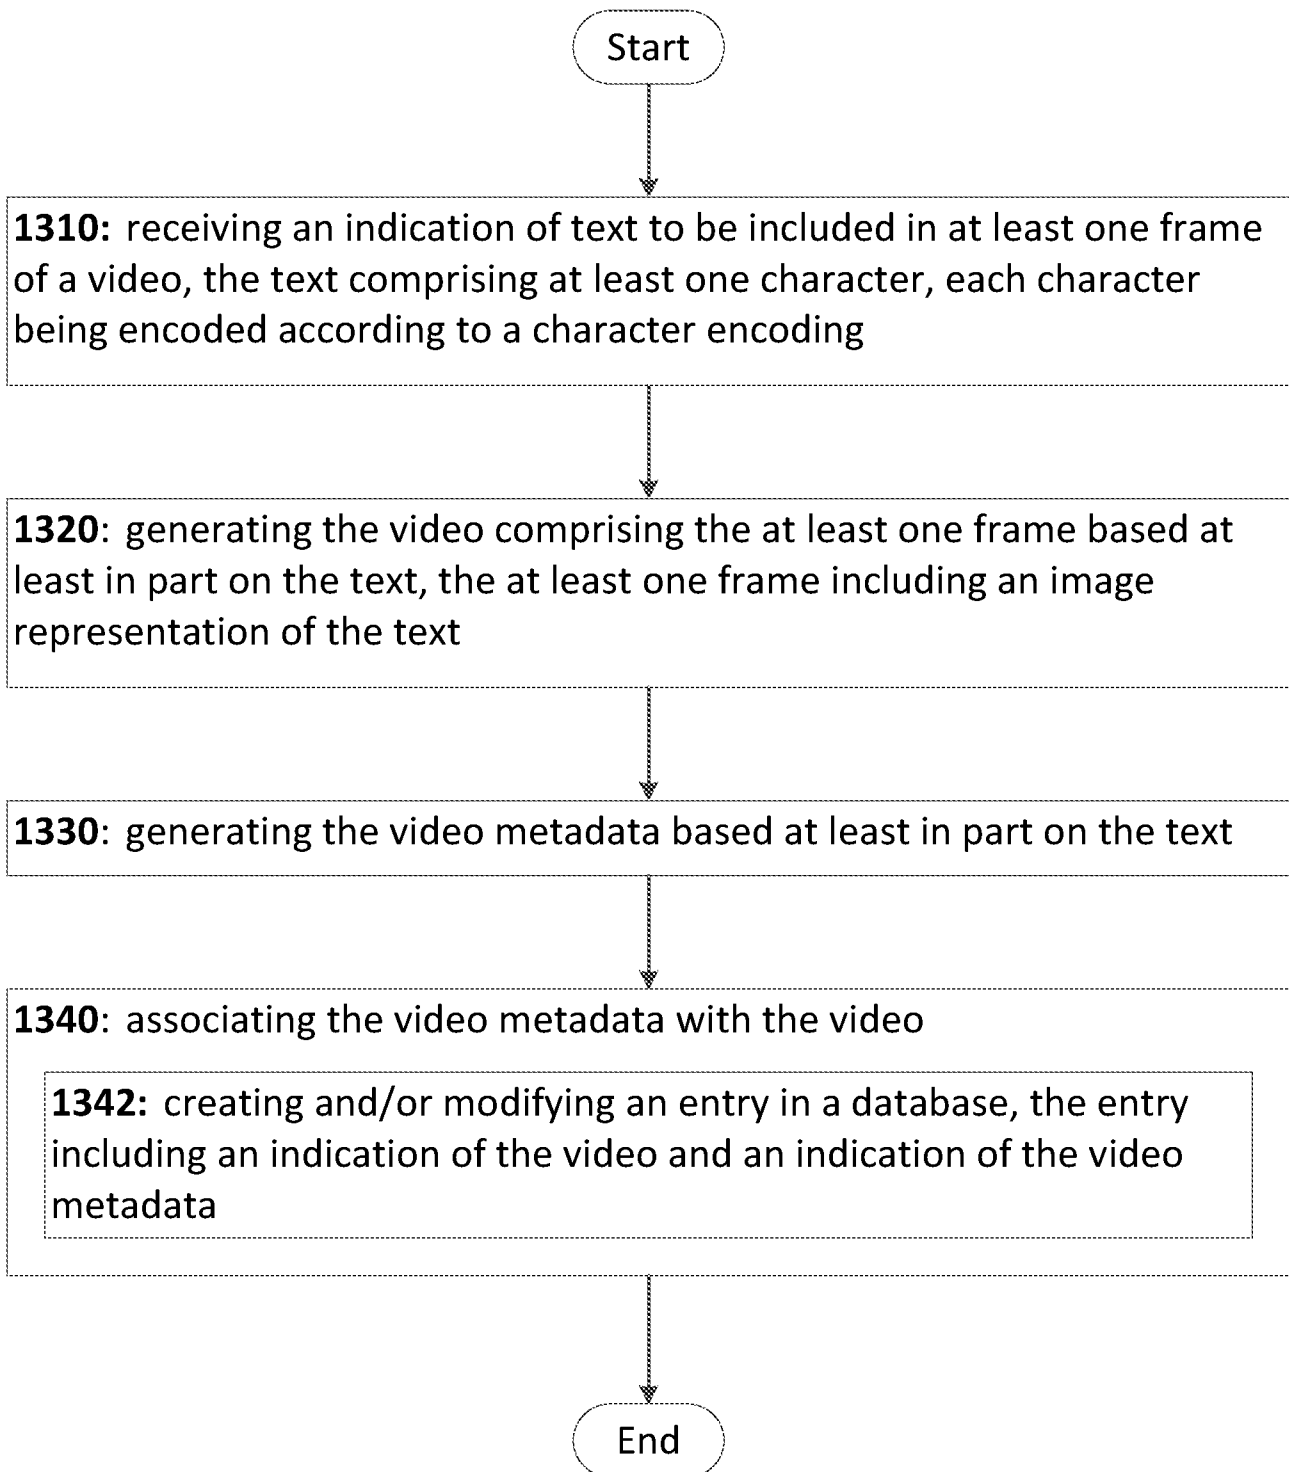 Start
1310: receiving an indication of text to be included in at least one frame
of a video, the text comprising at least one character, each character
being encoded according to a character encoding
1320: generating the video comprising the at least one frame based at
least in part on the text, the at least one frame including an image
representation of the text
1330: generating the video metadata based at least in part on the text
1340: associating the video metadata with the video
1342: creating and/or modifying an entry in a database, the entry
including an indication of the video and an indication of the video
metadata
End